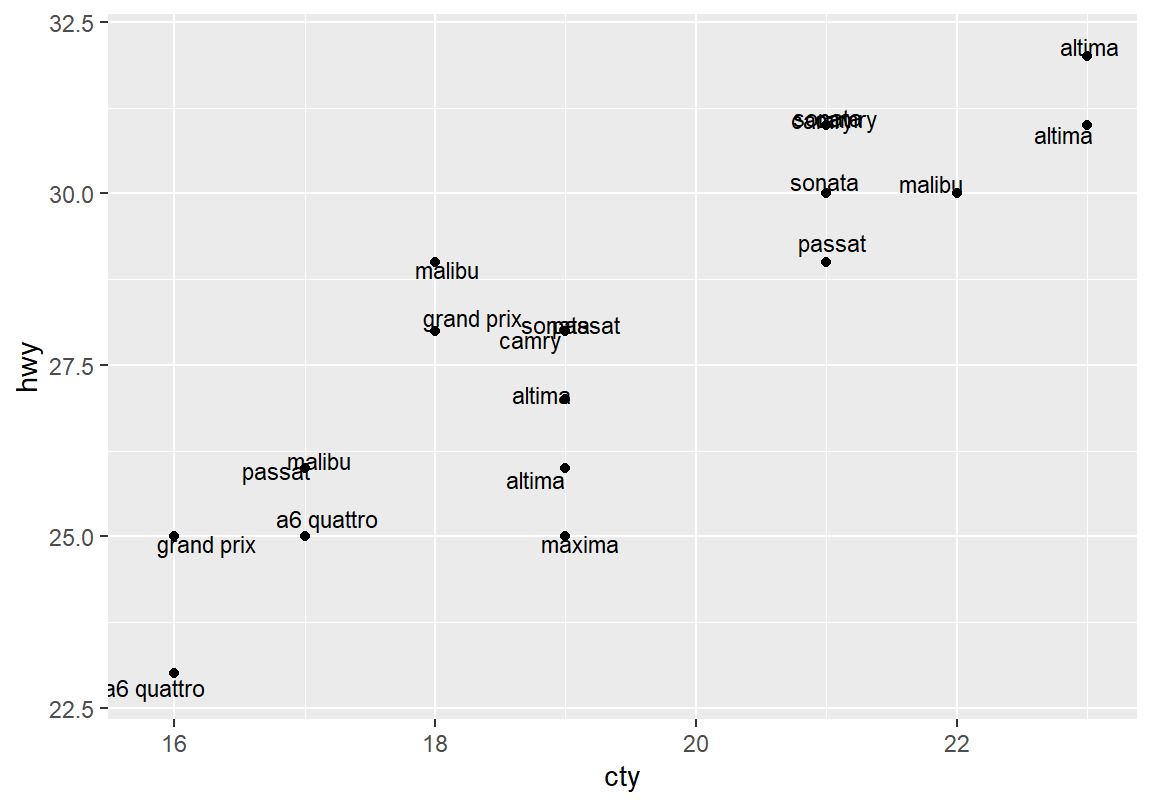 32.5
altima
sonata
camry
camry
altima
30.0
sonata
malibu
passat
malibu
grand prix
sonata
passat
camry
27.5
hwy
altima
malibu
passat
altima
a6 quattro
25.0
grand prix
maxima
a6 quattro
22.5
16 18 20 22
cty